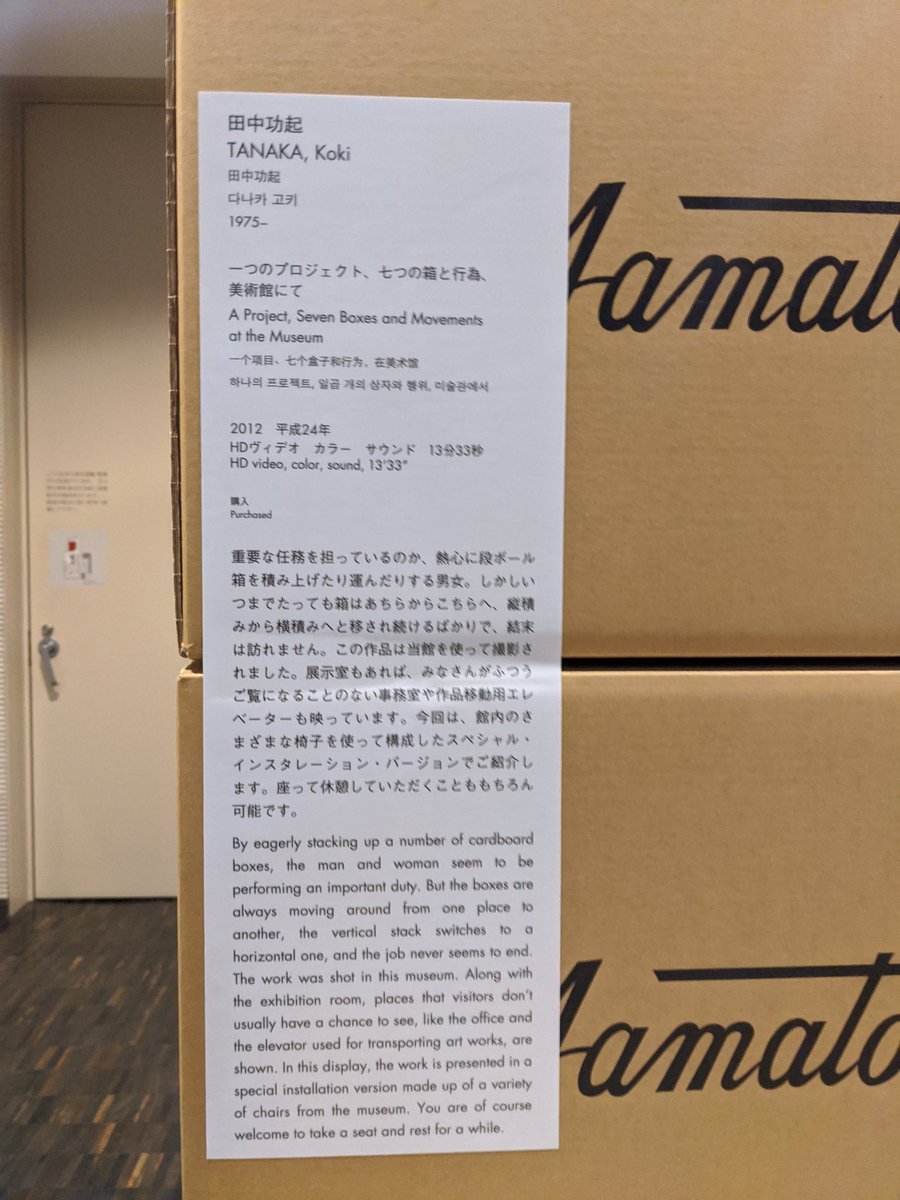 田中功起
TANAKA, Koki
田中功起
다나카 고키
1975–
一つのプロジェクト、七つの箱と行為、
美術館にて
A Project, Seven Boxes and Movements
at the Museum
一个项目、七个盒子和行为、在美术馆
하나의 프로젝트, 일곱 개의 상자와 행위, 미술관에서
2012　平成24年
HDヴィデオ　カラー　サウンド　13分33秒
HD video, color, sound, 13'33"
購入
Purchased
重要な任務を担っているのか、熱心に段ボール
箱を積み上げたり運んだりする男女。しかしい
つまでたっても箱はあちらからこちらへ、縦積
みから横積みへと移され続けるばかりで、結末
は訪れません。この作品は当館を使って撮影さ
れました。展示室もあれば、みなさんがふつう
ご覧になることのない事務室や作品移動用エレ
ベーターも映っています。今回は、館内のさ
まざまな椅子を使って構成したスペシャル・
インスタレーション・バージョンでご紹介し
ます。座って休憩していただくことももちろん
可能です。
By eagerly stacking up a number of cardboard
boxes, the man and woman seem to be
performing an important duty. But the boxes are
always moving around from one place to
another, the vertical stack switches to a
horizontal one, and the job never seems to end.
The work was shot in this museum. Along with
the exhibition room, places that visitors don't
usually have a chance to see, like the office and
the elevator used for transporting art works, are
shown. In this display, the work is presented in a
special installation version made up of a variety
of chairs from the museum. You are of course
welcome to take a seat and rest for a while.
Yamato
Yamato